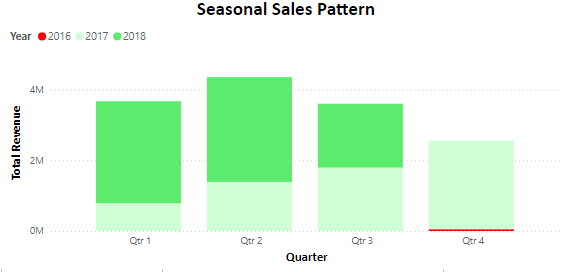 Seasonal Sales Pattern
Year 2016 2017 2018
4M
2M
0M
Total Revenue
Qtr 1 Qtr 2 Qtr 3 Qtr 4
Quarter